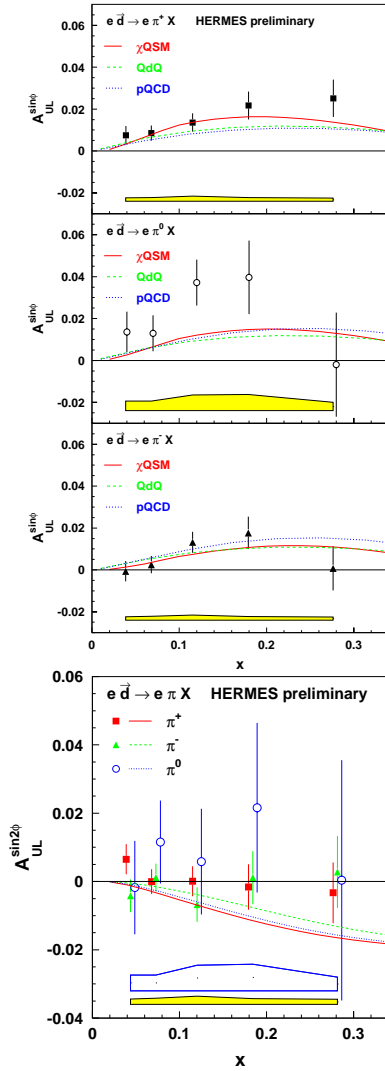 e d → e π+ X HERMES preliminary
χQSM
QdQ
pQCD
A_UL^sinϕ
0.06
0.04
0.02
0
-0.02
e d → e π0 X
χQSM
QdQ
pQCD
A_UL^sinϕ
0.06
0.04
0.02
0
-0.02
e d → e π- X
χQSM
QdQ
pQCD
A_UL^sinϕ
0.06
0.04
0.02
0
-0.02
0 0.1 0.2 0.3
x
e d → e π X HERMES preliminary
π+
π-
π0
A_UL^sin2ϕ
0.06
0.04
0.02
0
-0.02
-0.04
0 0.1 0.2 0.3
x